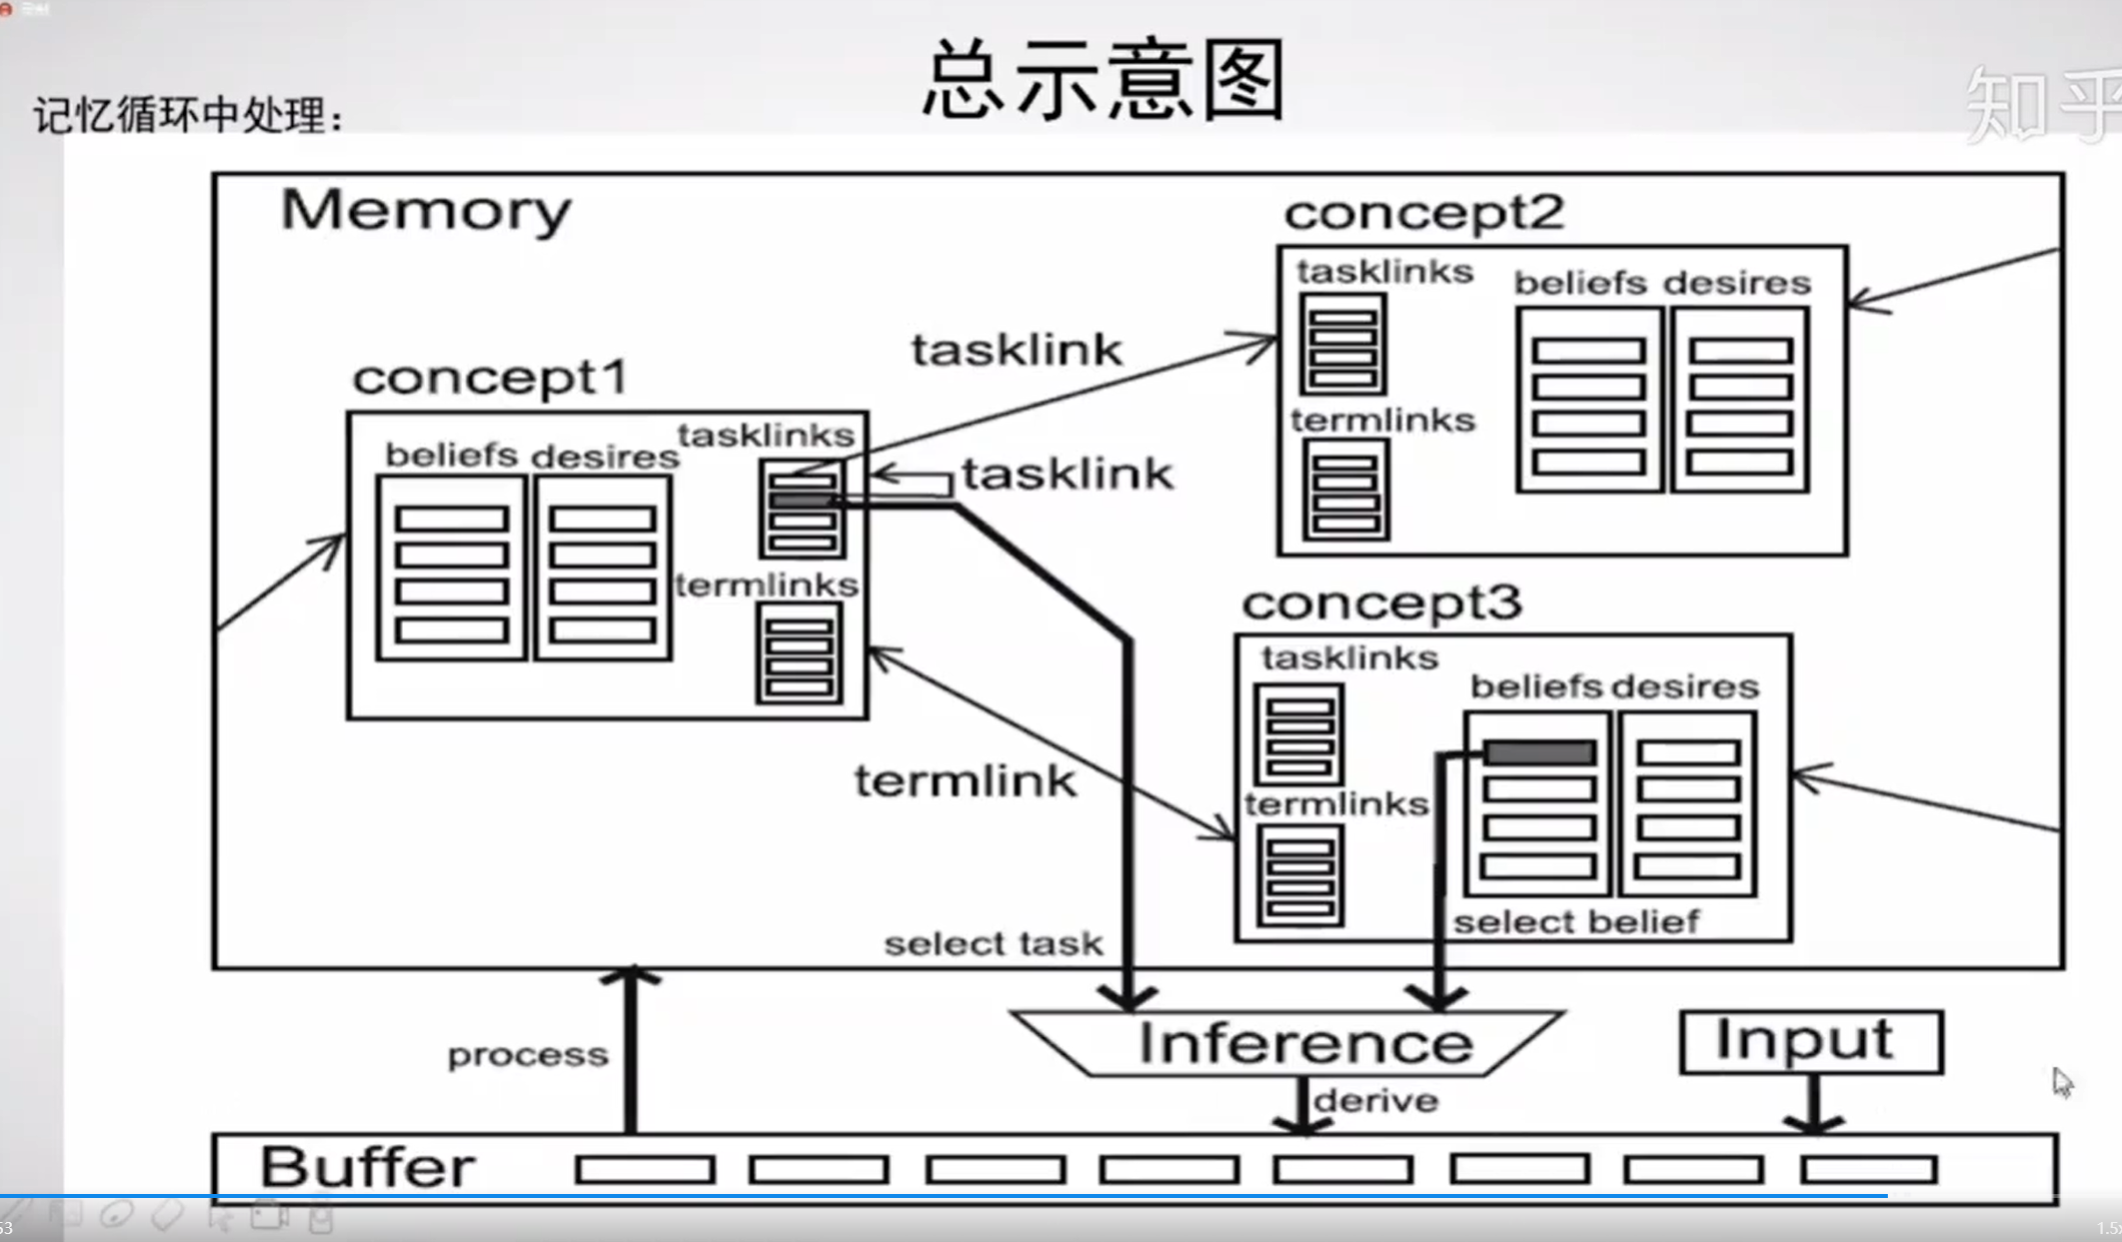 总示意图
知乎
记忆循环中处理：
Memory
concept2
tasklinks
beliefs desires
tasklink
termlinks
concept1
tasklinks
beliefs desires
tasklink
termlinks
concept3
tasklinks
beliefs desires
termlink
termlinks
select belief
select task
Inference
Input
process
derive
Buffer
53